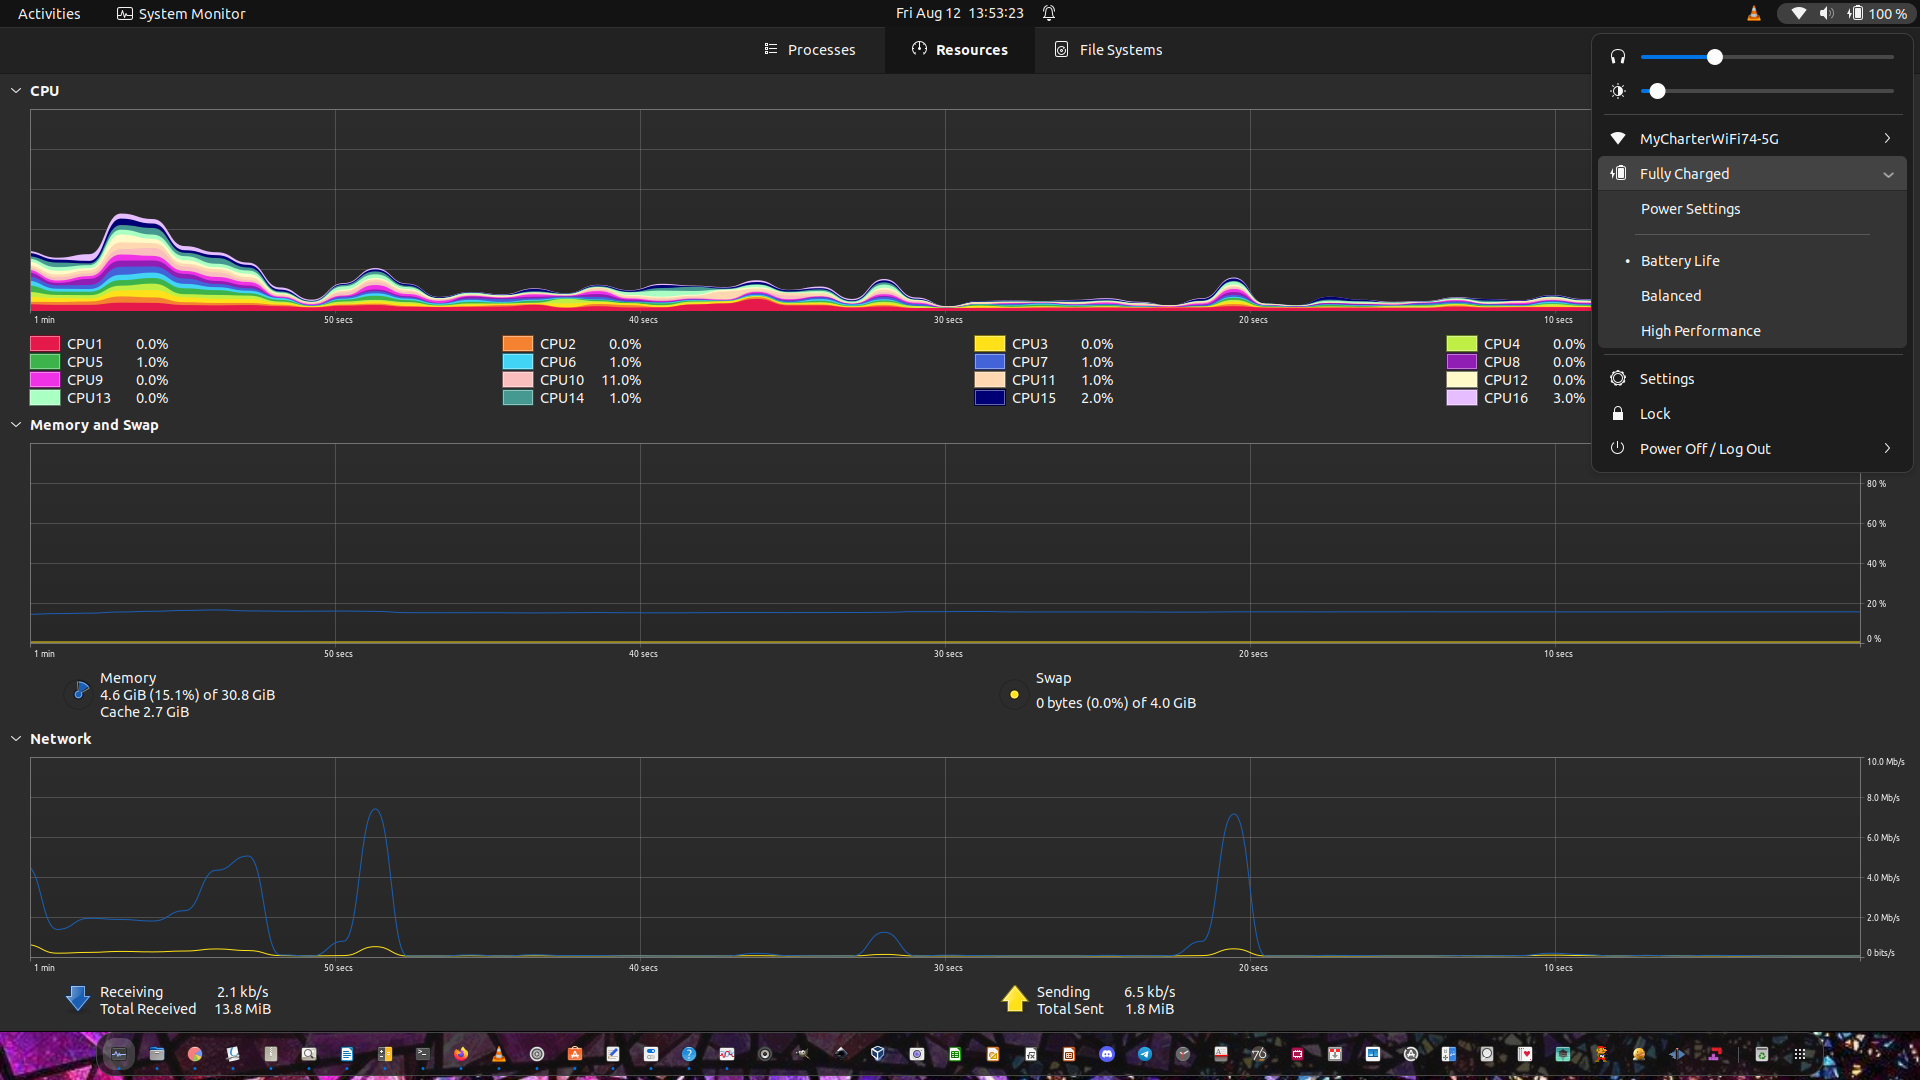 Activities System Monitor Fri Aug 12 13:53:23 100 %
Processes Resources File Systems
CPU
1 min 50 secs 40 secs 30 secs 20 secs 10 secs
CPU1 0.0% CPU2 0.0% CPU3 0.0% CPU4 0.0%
CPU5 1.0% CPU6 1.0% CPU7 1.0% CPU8 0.0%
CPU9 0.0% CPU10 11.0% CPU11 1.0% CPU12 0.0%
CPU13 0.0% CPU14 1.0% CPU15 2.0% CPU16 3.0%
MyCharterWiFi74-5G
Fully Charged
Power Settings
• Battery Life
Balanced
High Performance
Settings
Lock
Power Off / Log Out
Memory and Swap
80 %
60 %
40 %
20 %
0 %
1 min 50 secs 40 secs 30 secs 20 secs 10 secs
Memory
4.6 GiB (15.1%) of 30.8 GiB
Cache 2.7 GiB
Swap
0 bytes (0.0%) of 4.0 GiB
Network
10.0 Mb/s
8.0 Mb/s
6.0 Mb/s
4.0 Mb/s
2.0 Mb/s
0 bits/s
1 min 50 secs 40 secs 30 secs 20 secs 10 secs
Receiving 2.1 kb/s
Total Received 13.8 MiB
Sending 6.5 kb/s
Total Sent 1.8 MiB
76